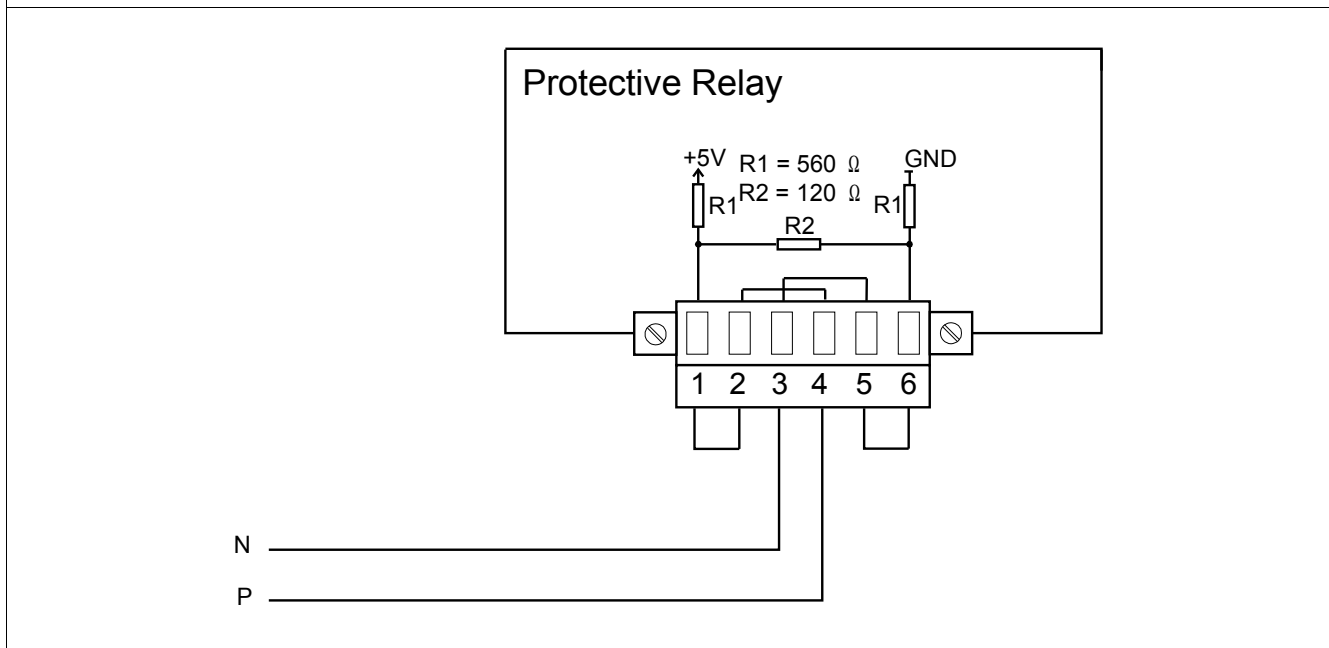 Protective Relay
+5V R1 = 560 Ω GND
R2 = 120 Ω
R1 R1
R2
1 2 3 4 5 6
N
P